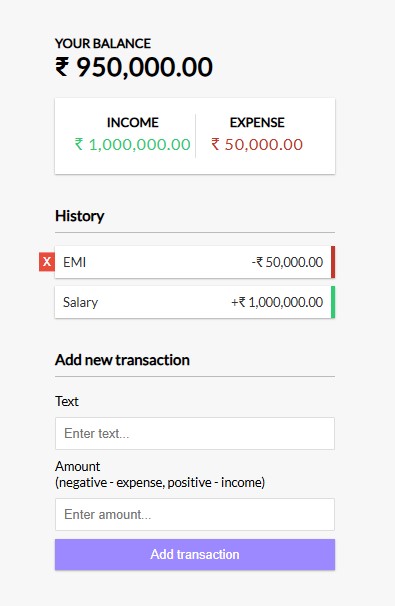 YOUR BALANCE
₹ 950,000.00
INCOME EXPENSE
₹ 1,000,000.00 ₹ 50,000.00
History
X EMI -₹ 50,000.00
Salary +₹ 1,000,000.00
Add new transaction
Text
Enter text...
Amount
(negative - expense, positive - income)
Enter amount...
Add transaction